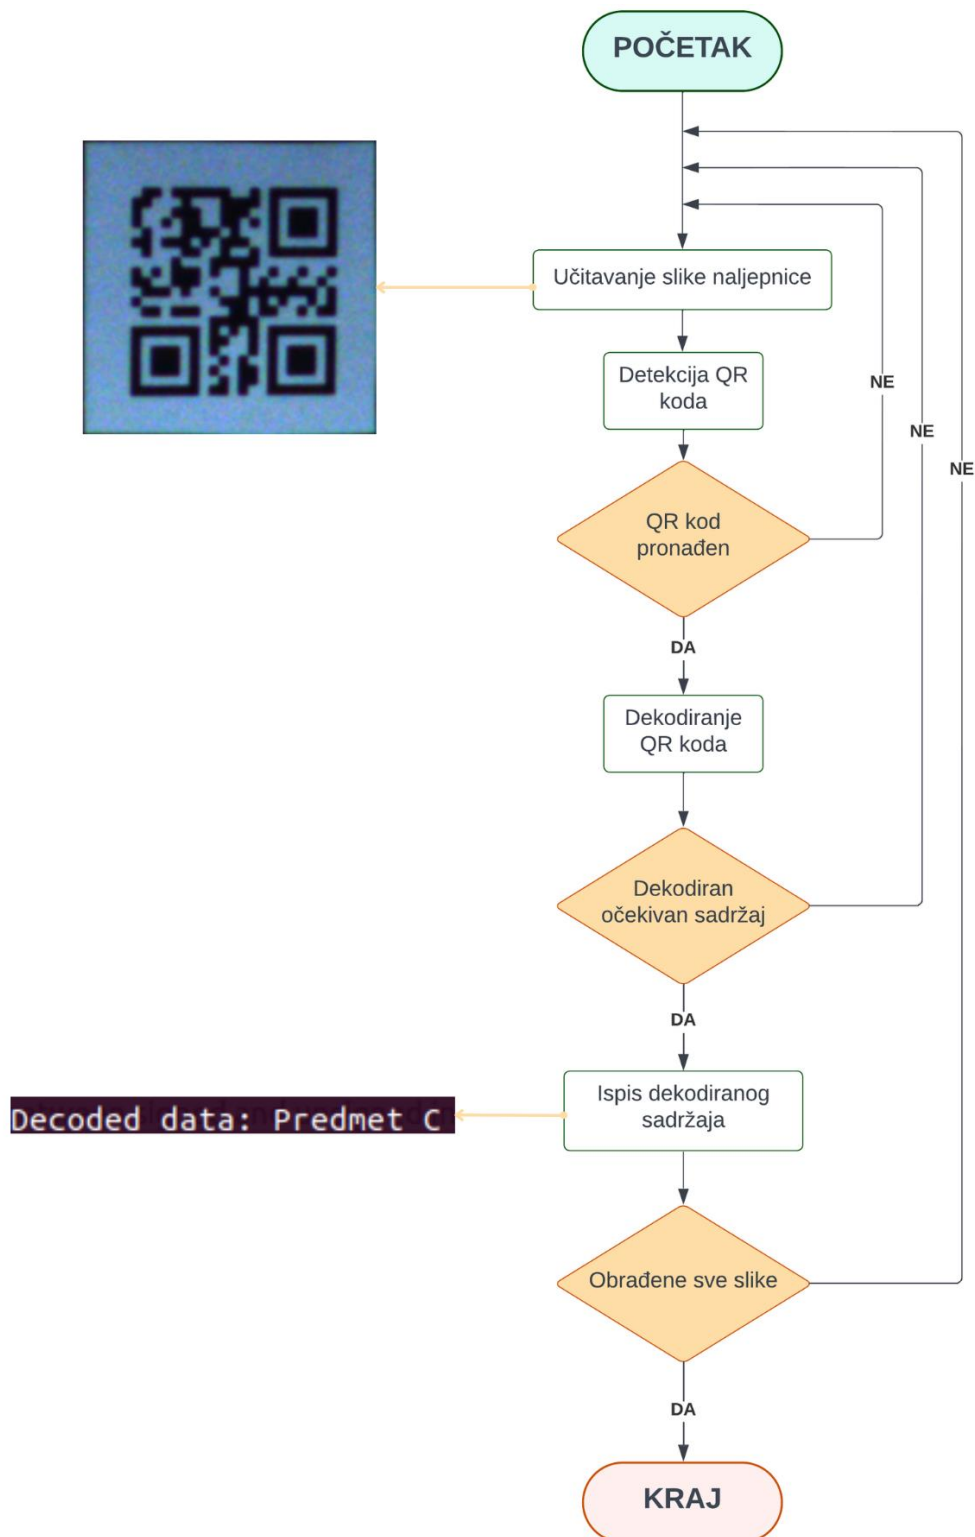 POČETAK
Učitavanje slike naljepnice
Detekcija QR
koda
NE
NE
NE
QR kod
pronađen
DA
Dekodiranje
QR koda
Dekodiran
očekivan sadržaj
DA
Ispis dekodiranog
sadržaja
Decoded data: Predmet C
Obrađene sve slike
DA
KRAJ